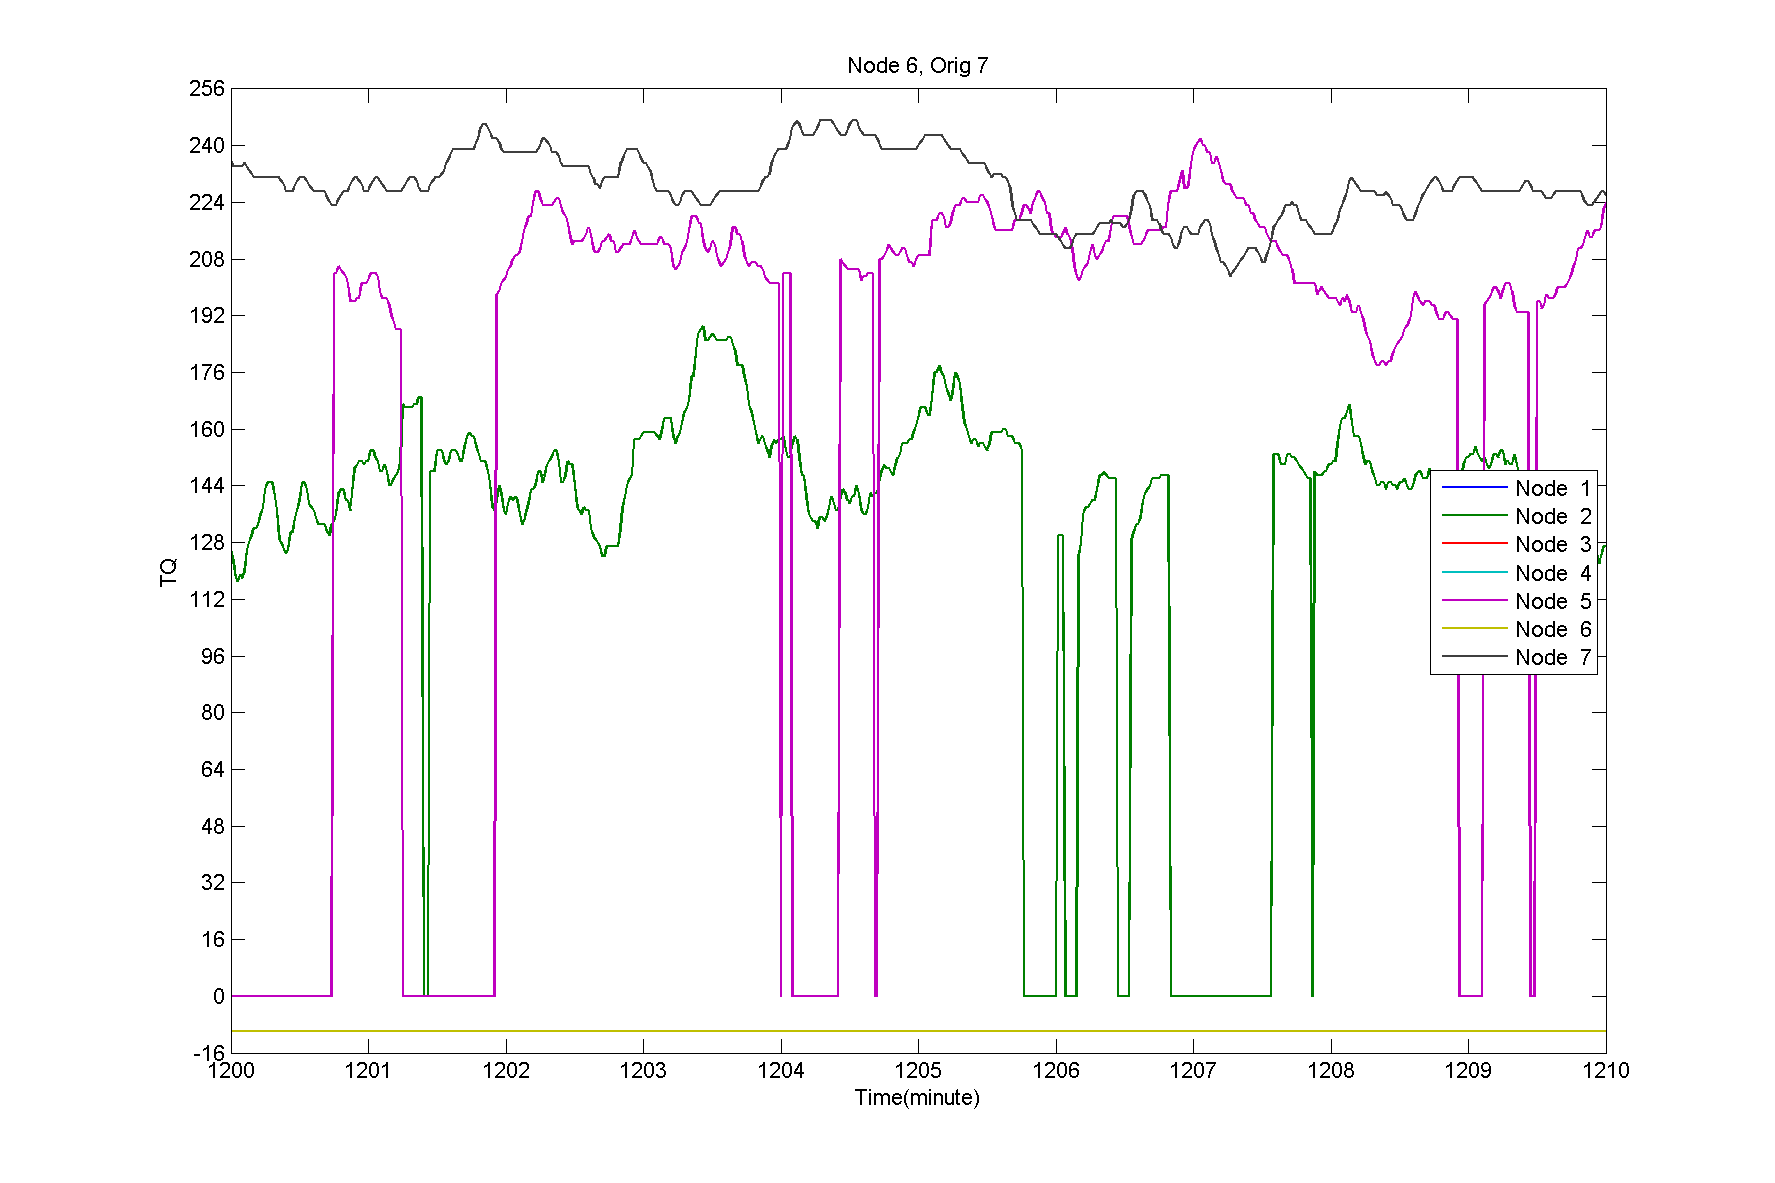 Node 6, Orig 7
256
240
224
208
192
176
160
144
128
112
96
80
64
48
32
16
0
-16
TQ
Node 1
Node 2
Node 3
Node 4
Node 5
Node 6
Node 7
1200 1201 1202 1203 1204 1205 1206 1207 1208 1209 1210
Time(minute)